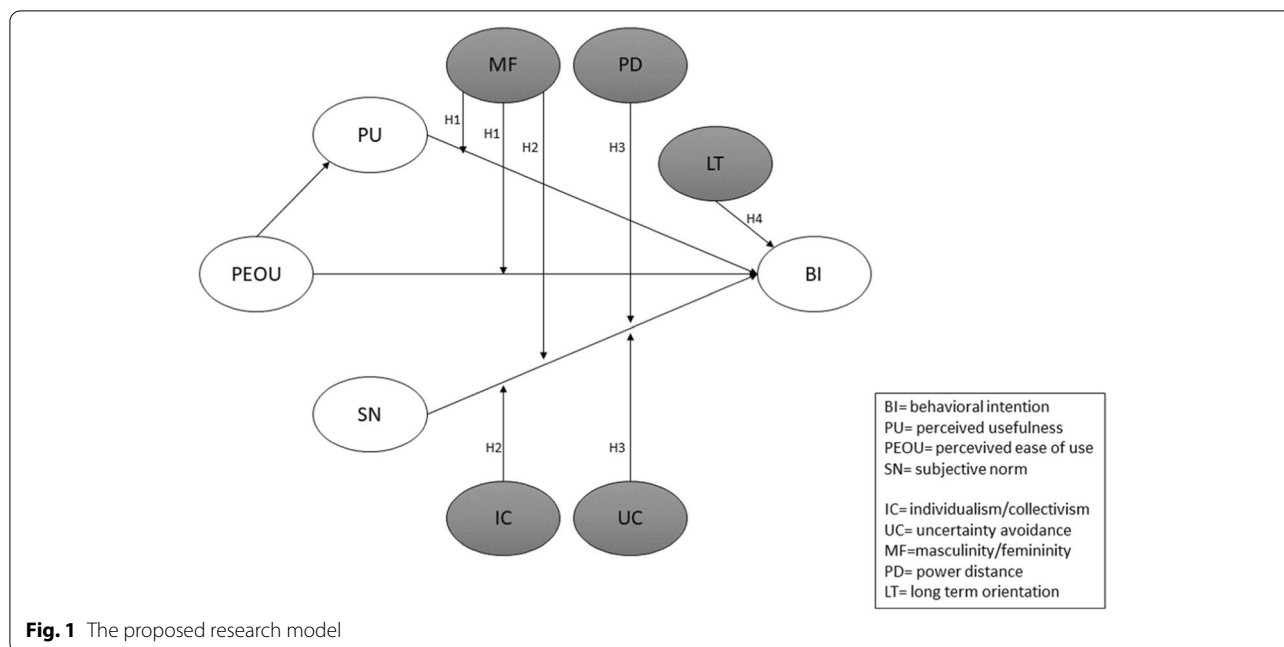 MF
PD
PU
H1
H1
H2
H3
LT
H4
PEOU
BI
SN
H2
H3
IC
UC
BI= behavioral intention
PU= perceived usefulness
PEOU=percevived ease of use
SN= subjective norm
IC= individualism/collectivism
UC= uncertainty avoidance
MF=masculinity/femininity
PD= power distance
LT= long term orientation
Fig. 1 The proposed research model